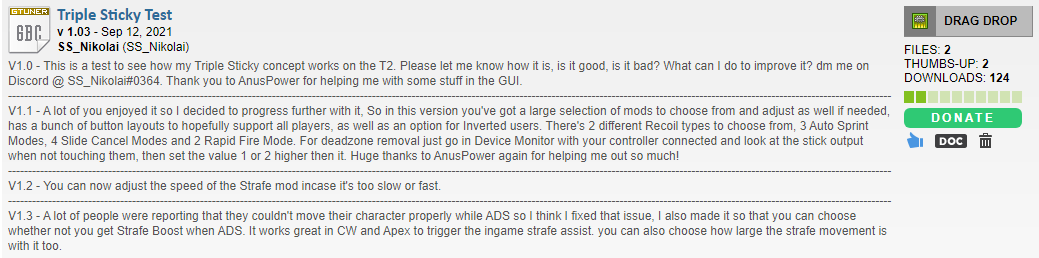 GTUNER
GBC
Triple Sticky Test
v 1.03 - Sep 12, 2021
SS_Nikolai (SS_Nikolai)
V1.0 - This is a test to see how my Triple Sticky concept works on the T2. Please let me know how it is, is it good, is it bad? What can I do to improve it? dm me on
Discord @ SS_Nikolai#0364. Thank you to AnusPower for helping me with some stuff in the GUI.
V1.1 - A lot of you enjoyed it so I decided to progress further with it, So in this version you've got a large selection of mods to choose from and adjust as well if needed,
has a bunch of button layouts to hopefully support all players, as well as an option for Inverted users. There's 2 different Recoil types to choose from, 3 Auto Sprint
Modes, 4 Slide Cancel Modes and 2 Rapid Fire Mode. For deadzone removal just go in Device Monitor with your controller connected and look at the stick output
when not touching them, then set the value 1 or 2 higher then it. Huge thanks to AnusPower again for helping me out so much!
V1.2 - You can now adjust the speed of the Strafe mod incase it's too slow or fast.
V1.3 - A lot of people were reporting that they couldn't move their character properly while ADS so I think I fixed that issue, I also made it so that you can choose
whether not you get Strafe Boost when ADS. It works great in CW and Apex to trigger the ingame strafe assist. you can also choose how large the strafe movement is
with it too.
DRAG DROP
FILES: 2
THUMBS-UP: 2
DOWNLOADS: 124
DONATE
DOC